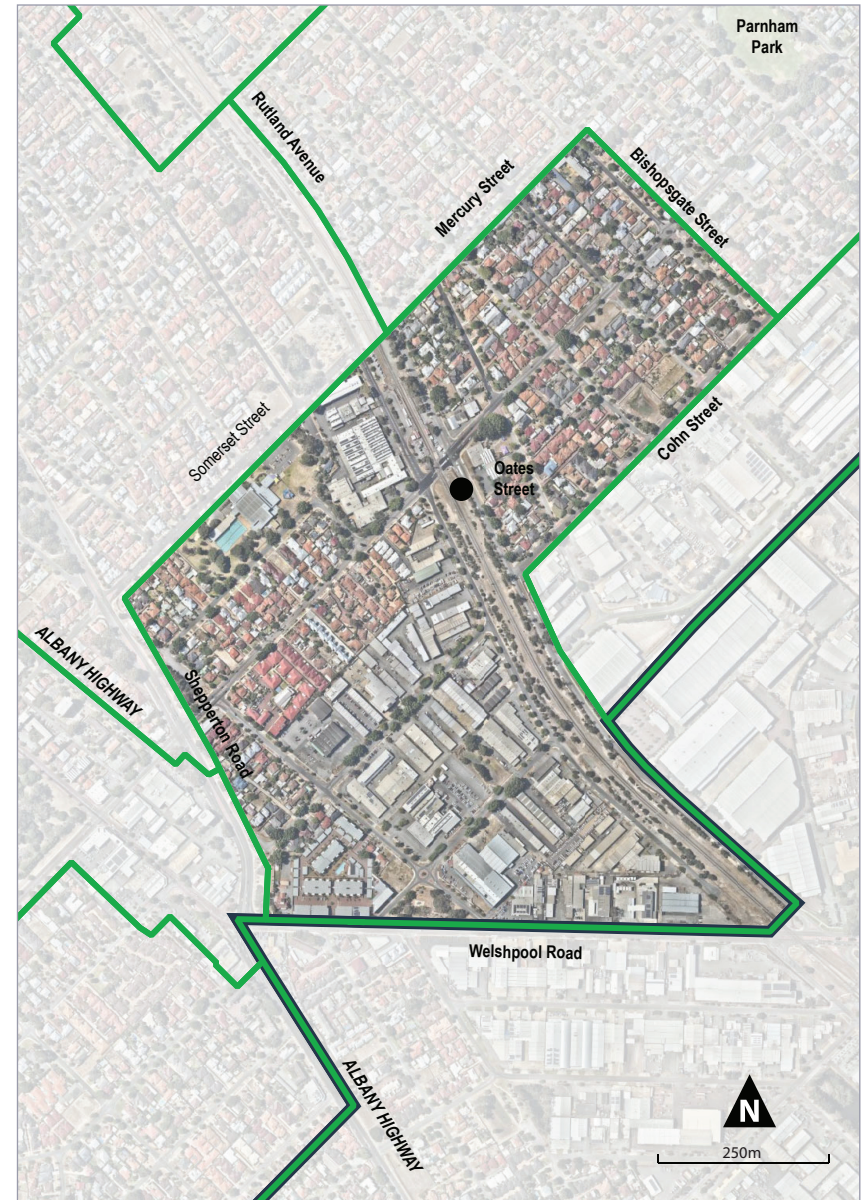 Parnham
Park
Rutland Avenue
Mercury Street
Bishopsgate Street
Somerset Street
Cohn Street
Oates
Street
ALBANY HIGHWAY
Shepperton Road
Welshpool Road
ALBANY HIGHWAY
N
250m